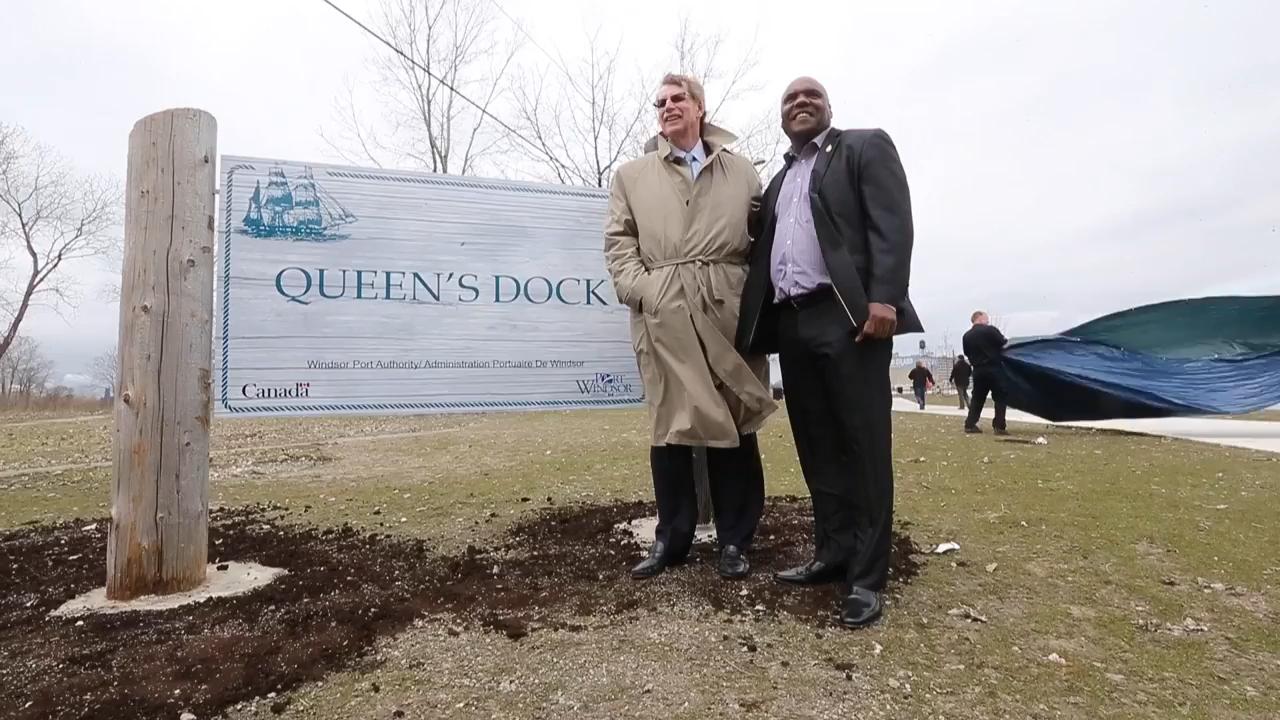 QUEEN'S DOCK
Windsor Port Authority/ Administration Portuaire De Windsor
Canada
PORT
WINDSOR